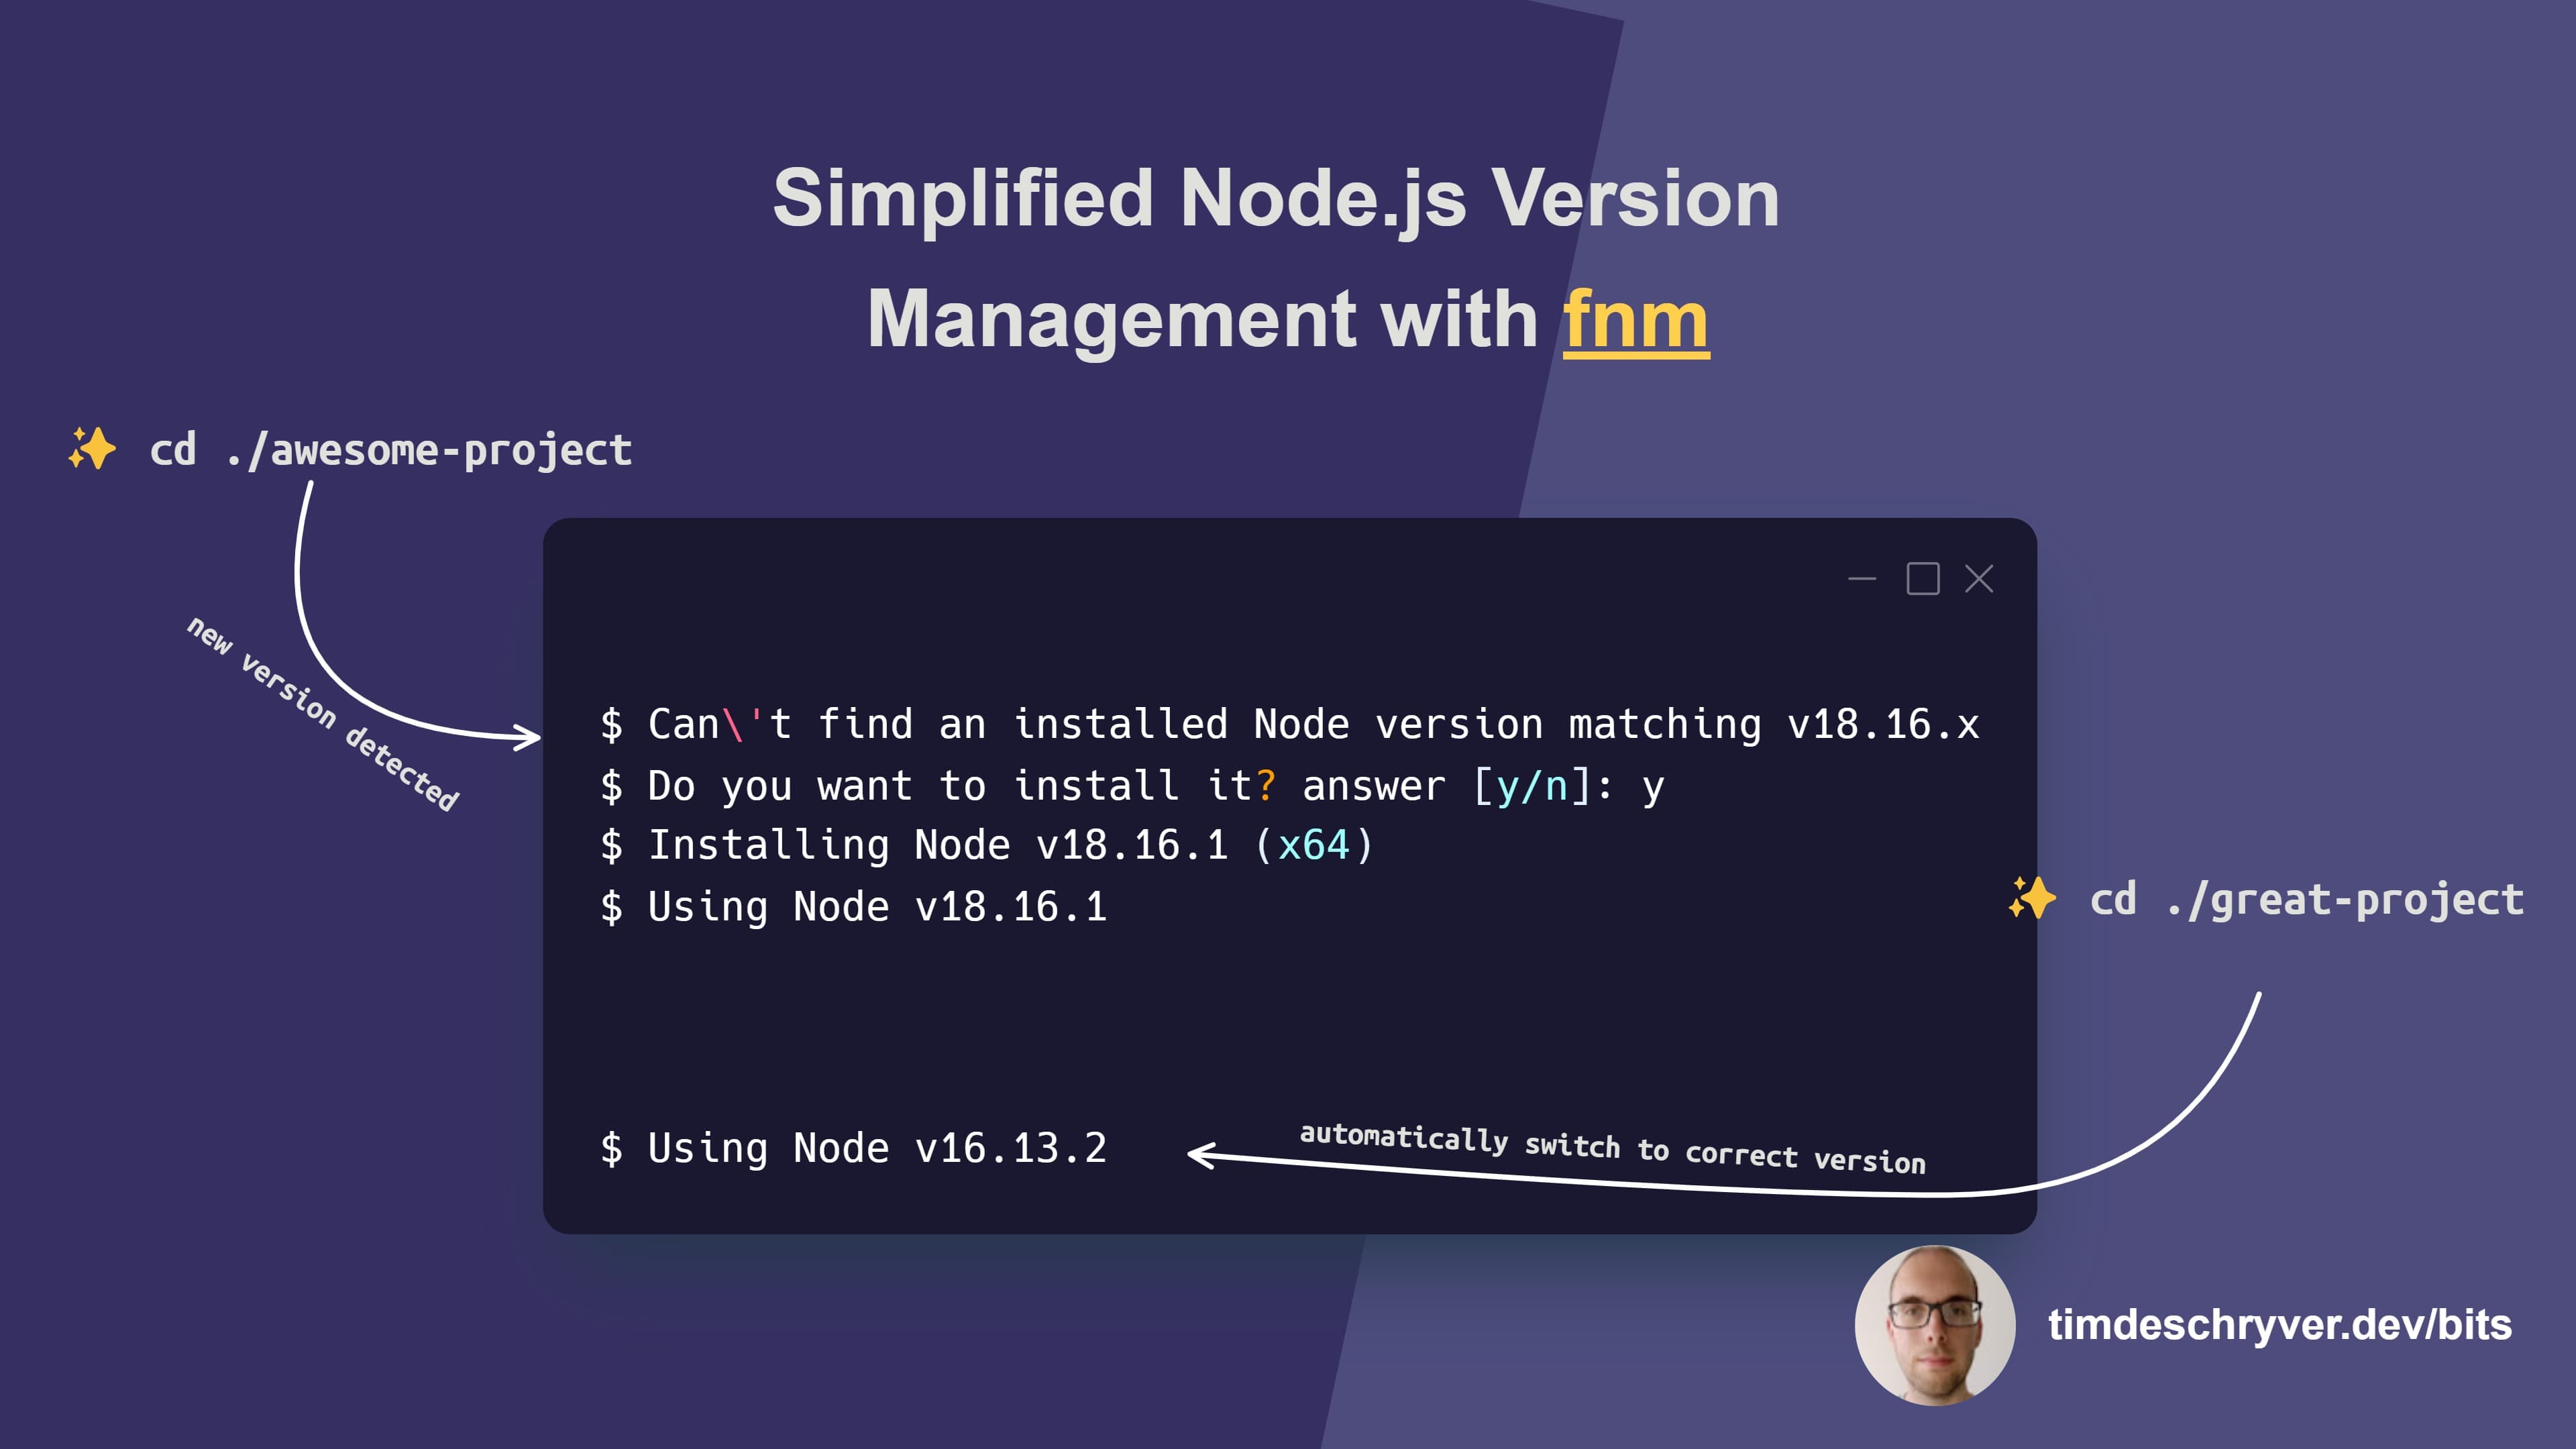 Simplified Node.js Version
Management with fnm
✨ cd ./awesome-project
new version detected
$ Can\'t find an installed Node version matching v18.16.x
$ Do you want to install it? answer [y/n]: y
$ Installing Node v18.16.1 (x64)
$ Using Node v18.16.1
✨ cd ./great-project
automatically switch to correct version
$ Using Node v16.13.2
timdeschryver.dev/bits